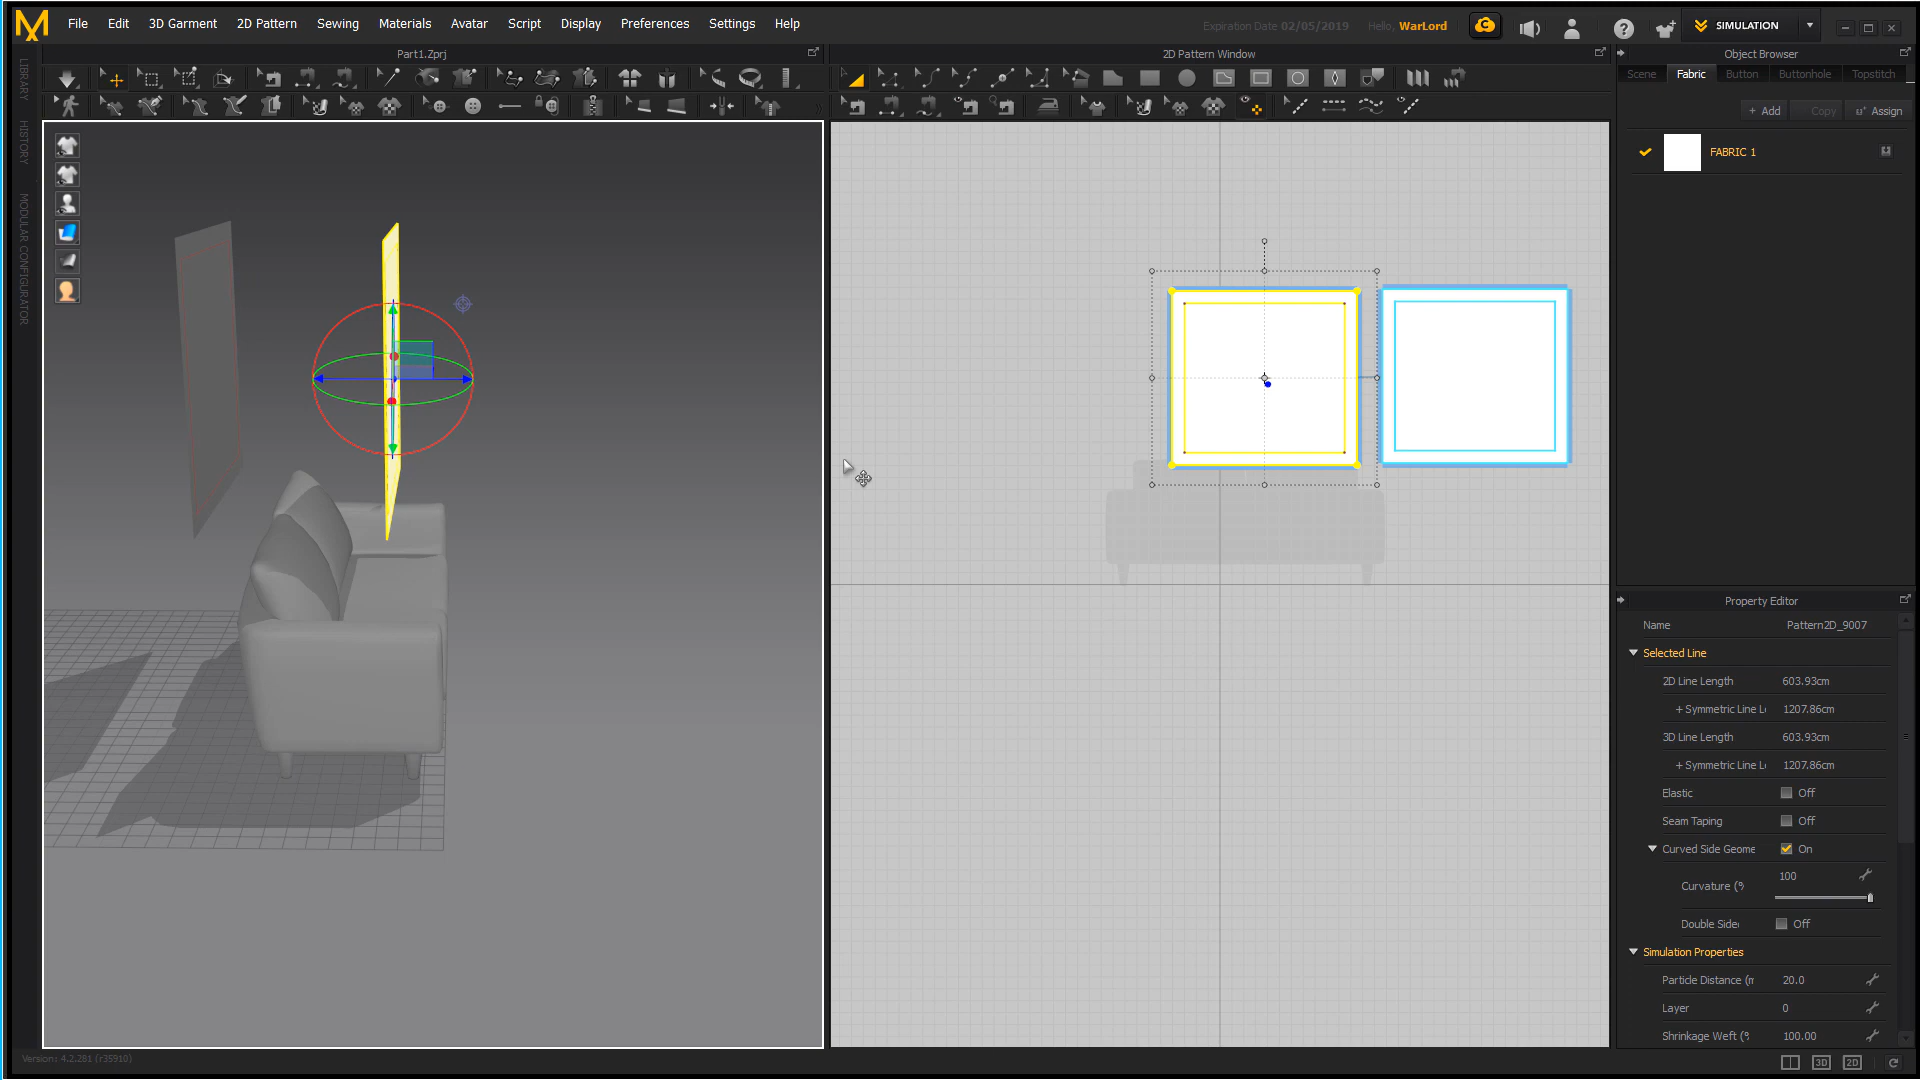 File Edit 3D Garment 2D Pattern Sewing Materials Avatar Script Display Preferences Settings Help
Expiration Date 02/05/2019 Hello, WarLord
SIMULATION
Part1.Zprj
2D Pattern Window
Object Browser
Scene Fabric Button Buttonhole Topstitch
+ Add Copy Assign
FABRIC 1
LIBRARY
HISTORY
MODULAR CONFIGURATOR
Property Editor
Name Pattern2D_9007
Selected Line
2D Line Length 603.93cm
+ Symmetric Line L 1207.86cm
3D Line Length 603.93cm
+ Symmetric Line L 1207.86cm
Elastic Off
Seam Taping Off
Curved Side Geome On
Curvature (% 100
Double Side Off
Simulation Properties
Particle Distance (m 20.0
Layer 0
Shrinkage Weft (% 100.00
Version: 4.2.281 (r35910)
3D 2D